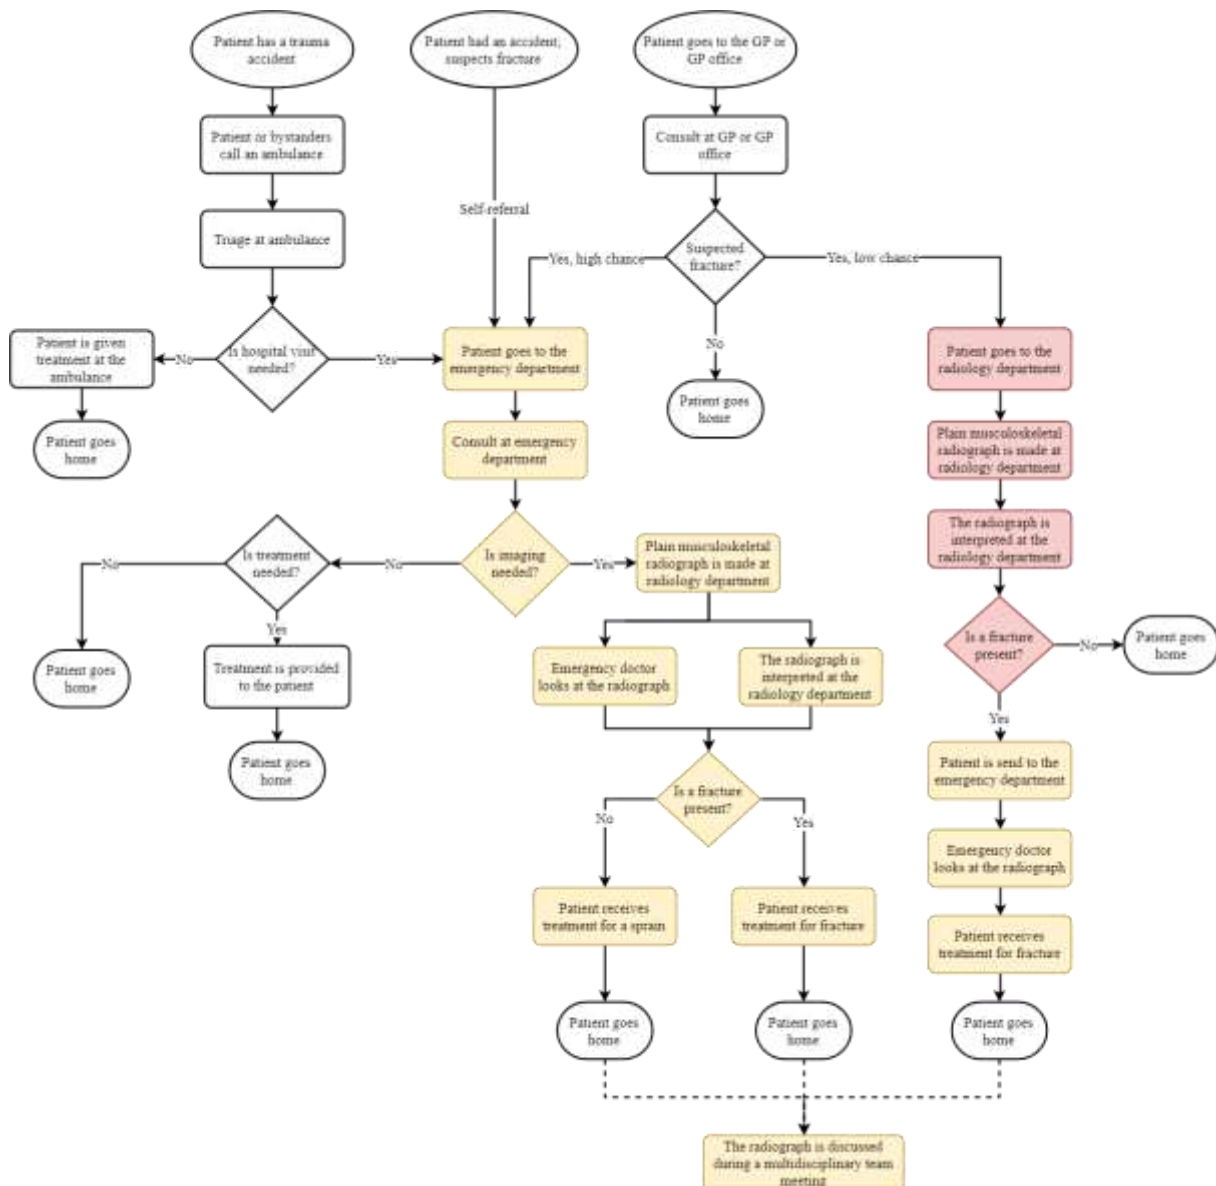 Patient has a trauma
accident
Patient had an accident,
suspects fracture
Patient goes to the GP or
GP office
Patient or bystanders
call an ambulance
Consult at GP or GP
office
Triage at ambulance
Self-referral
Suspected
fracture?
Yes, high chance
Yes, low chance
No
Patient is given
treatment at the
ambulance
No
Is hospital visit
needed?
Yes
Patient goes to the
emergency department
Patient goes to the
radiology department
Patient goes
home
Patient goes
home
Consult at emergency
department
Plain musculoskeletal
radiograph is made at
radiology department
The radiograph is
interpreted at the
radiology department
No
Is treatment
needed?
No
Is imaging
needed?
Yes
Plain musculoskeletal
radiograph is made at
radiology department
Yes
Is a fracture
present?
No
Patient goes
home
Patient goes
home
Treatment is provided
to the patient
Emergency doctor
looks at the radiograph
The radiograph is
interpreted at the
radiology department
Yes
Patient goes
home
Patient is send to the
emergency department
Is a fracture
present?
No
Yes
Emergency doctor
looks at the radiograph
Patient receives
treatment for a sprain
Patient receives
treatment for fracture
Patient receives
treatment for fracture
Patient goes
home
Patient goes
home
Patient goes
home
The radiograph is discussed
during a multidisciplinary team
meeting